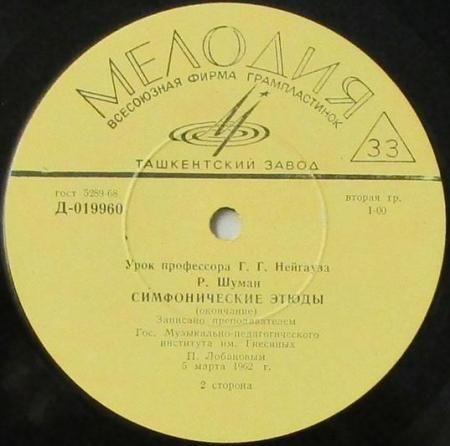 МЕЛОДИЯ
ВСЕСОЮЗНАЯ ФИРМА ГРАМПЛАСТИНОК
33
ТАШКЕНТСКИЙ ЗАВОД
гост 5289-68
Д-019960
вторая гр.
1-00
Урок профессора Г. Г. Нейгауза
Р. Шуман
СИМФОНИЧЕСКИЕ ЭТЮДЫ
(окончание)
Записано преподавателем
Гос. Музыкально-педагогического
института им. Гнесиных
П. Лобановым
5 марта 1962 г.
2 сторона